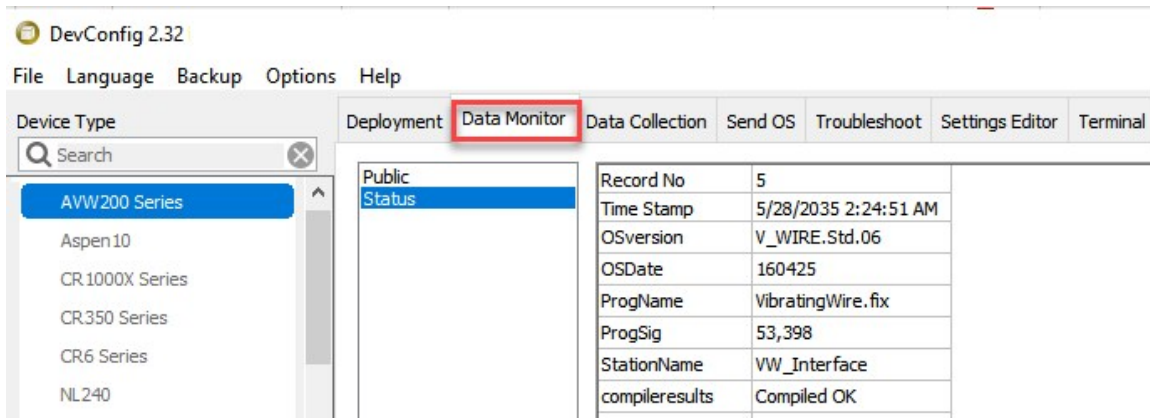 DevConfig 2.32
File Language Backup Options Help
Device Type
Search
AVW200 Series
Aspen10
CR1000X Series
CR350 Series
CR6 Series
NL240
Deployment Data Monitor Data Collection Send OS Troubleshoot Settings Editor Terminal
Public
Status
Record No 5
Time Stamp 5/28/2035 2:24:51 AM
OSversion V_WIRE.Std.06
OSDate 160425
ProgName VibratingWire.fix
ProgSig 53,398
StationName VW_Interface
compileresults Compiled OK